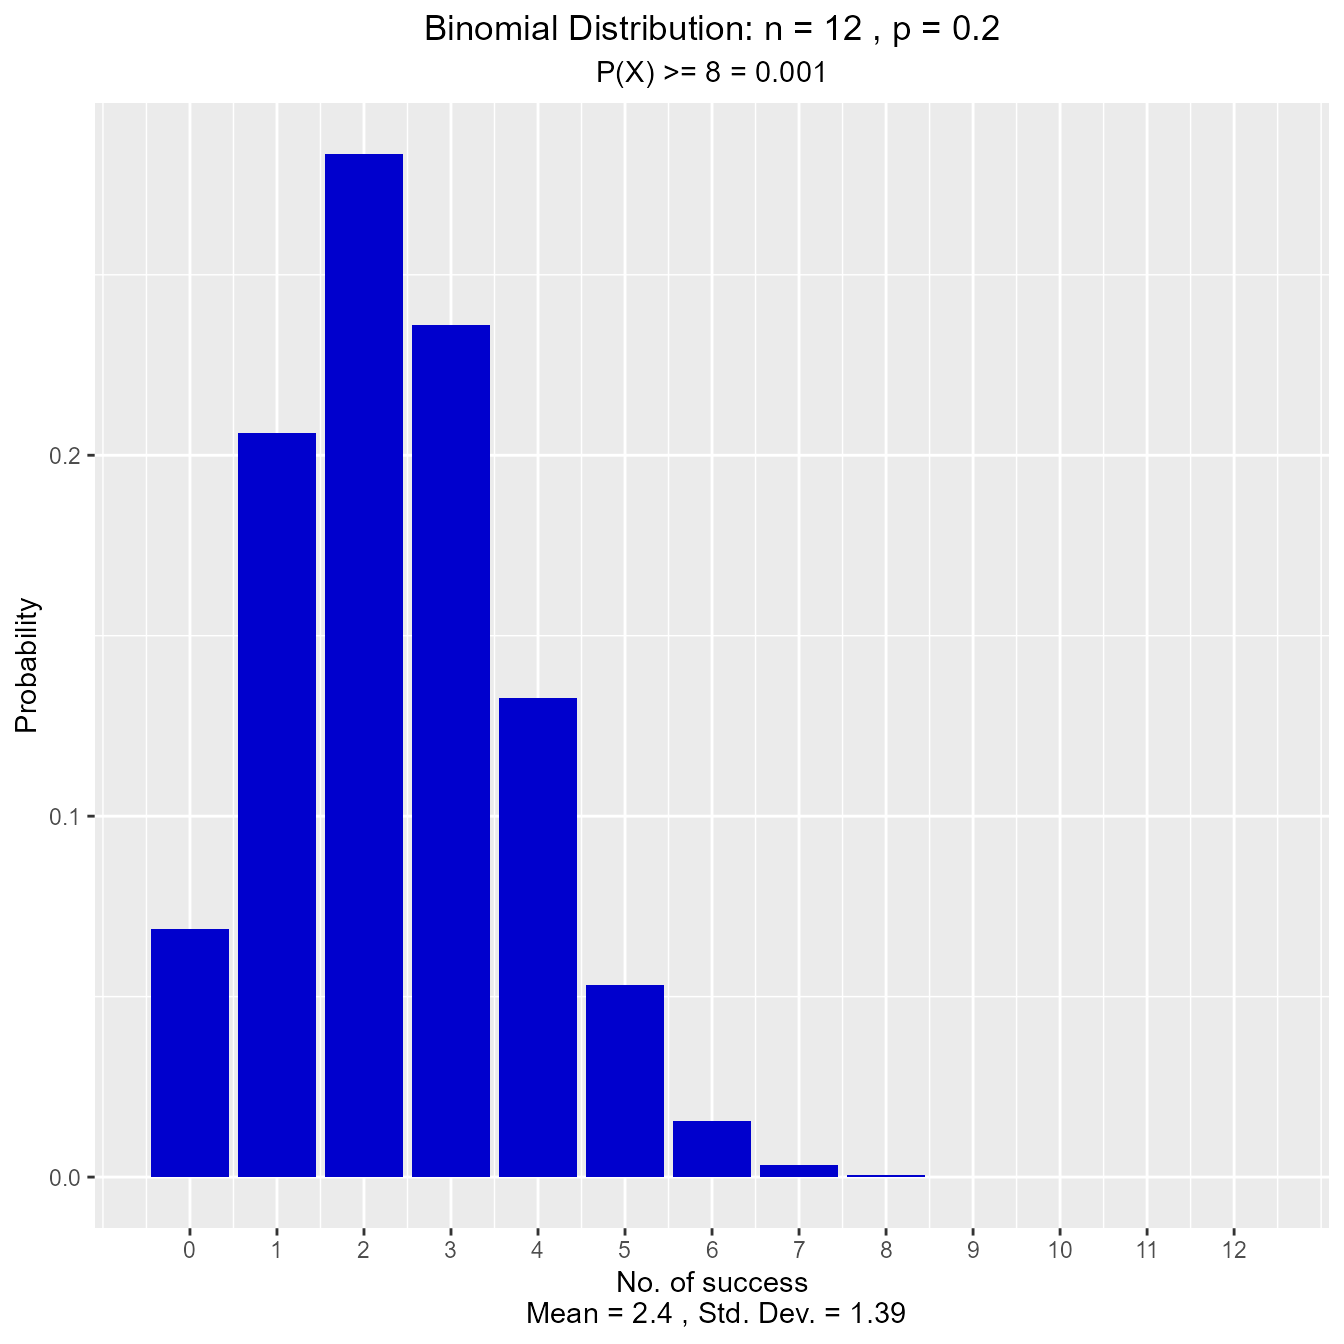 Binomial Distribution: n = 12 , p = 0.2
P(X) >= 8 = 0.001
Probability
0.2
0.1
0.0
0 1 2 3 4 5 6 7 8 9 10 11 12
No. of success
Mean = 2.4 , Std. Dev. = 1.39